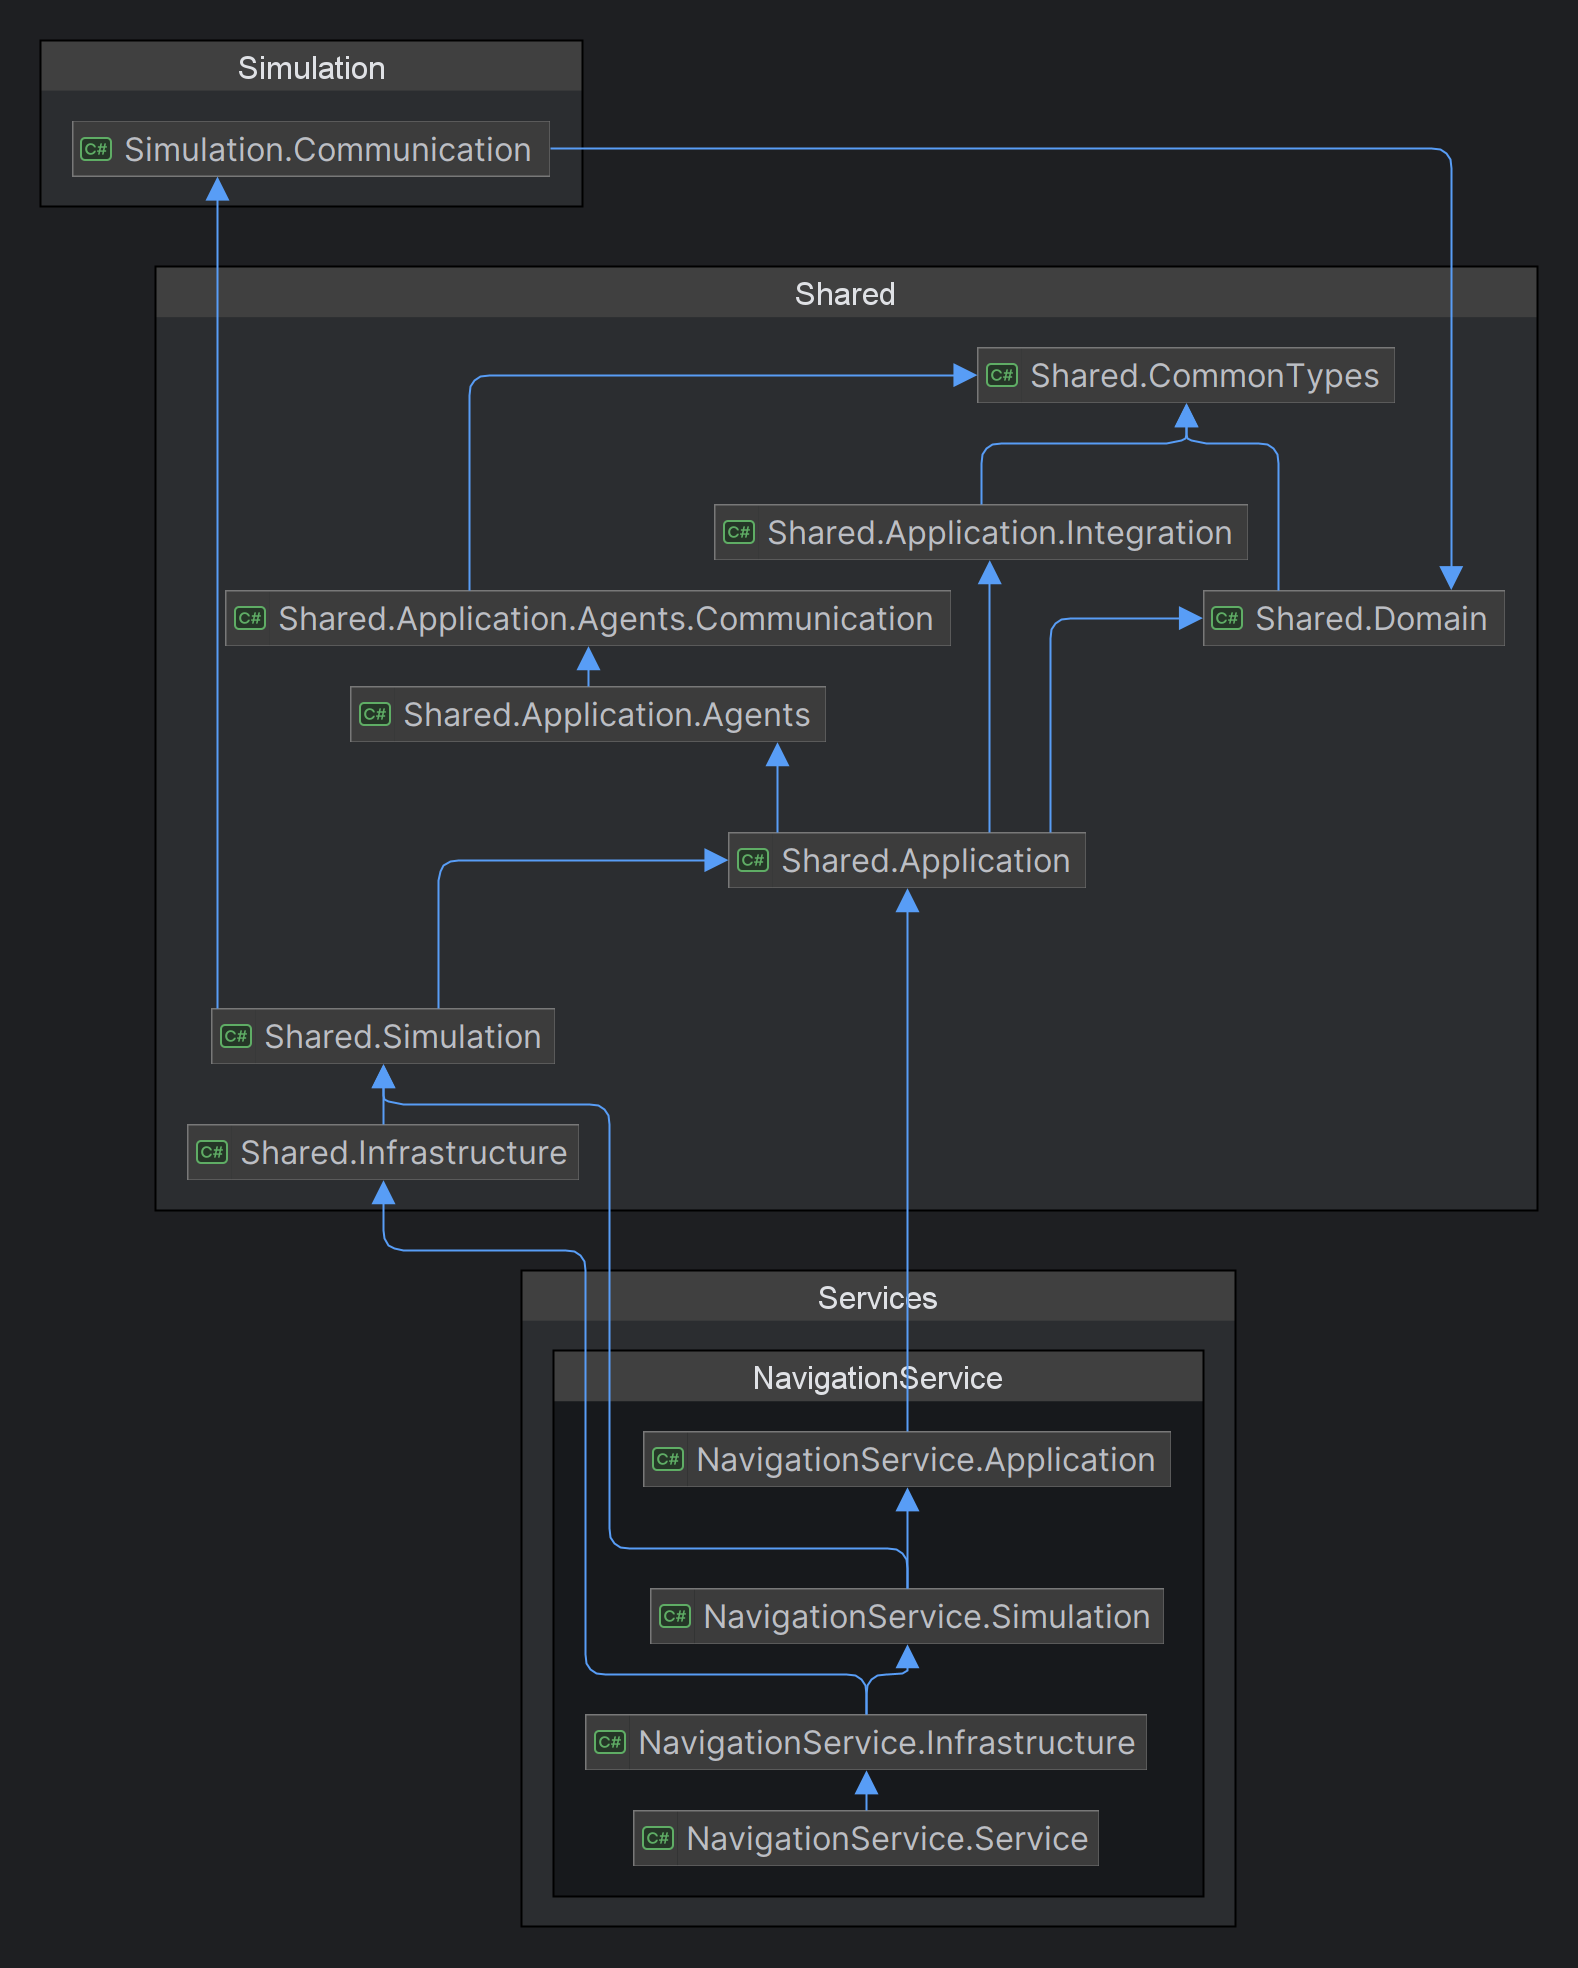 Simulation
C# Simulation.Communication
Shared
C# Shared.CommonTypes
C# Shared.Application.Integration
C# Shared.Application.Agents.Communication
C# Shared.Domain
C# Shared.Application.Agents
C# Shared.Application
C# Shared.Simulation
C# Shared.Infrastructure
Services
NavigationService
C# NavigationService.Application
C# NavigationService.Simulation
C# NavigationService.Infrastructure
C# NavigationService.Service